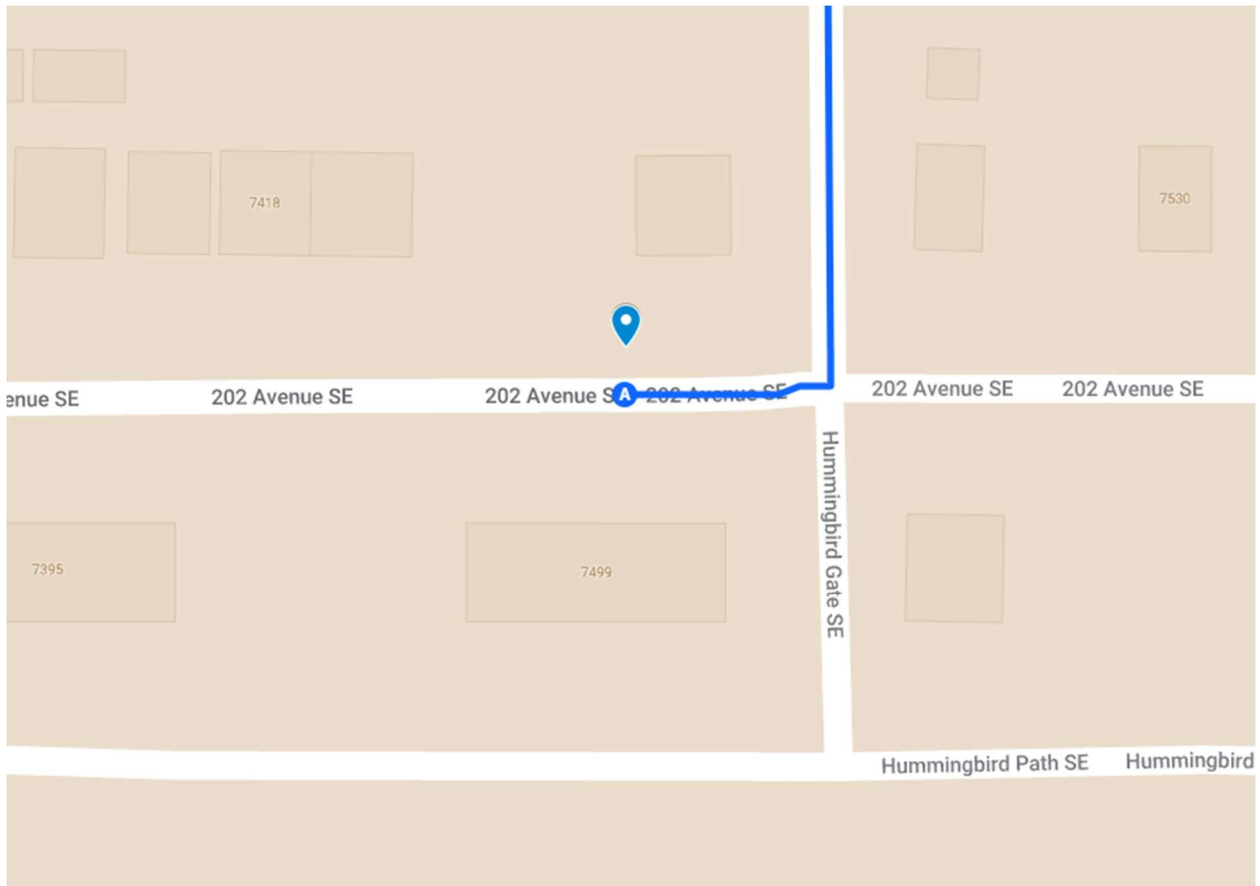 7418
7530
enue SE
202 Avenue SE
202 Avenue SE
A
202 Avenue SE
202 Avenue SE
202 Avenue SE
Hummingbird Gate SE
7395
7499
Hummingbird Path SE
Hummingbird